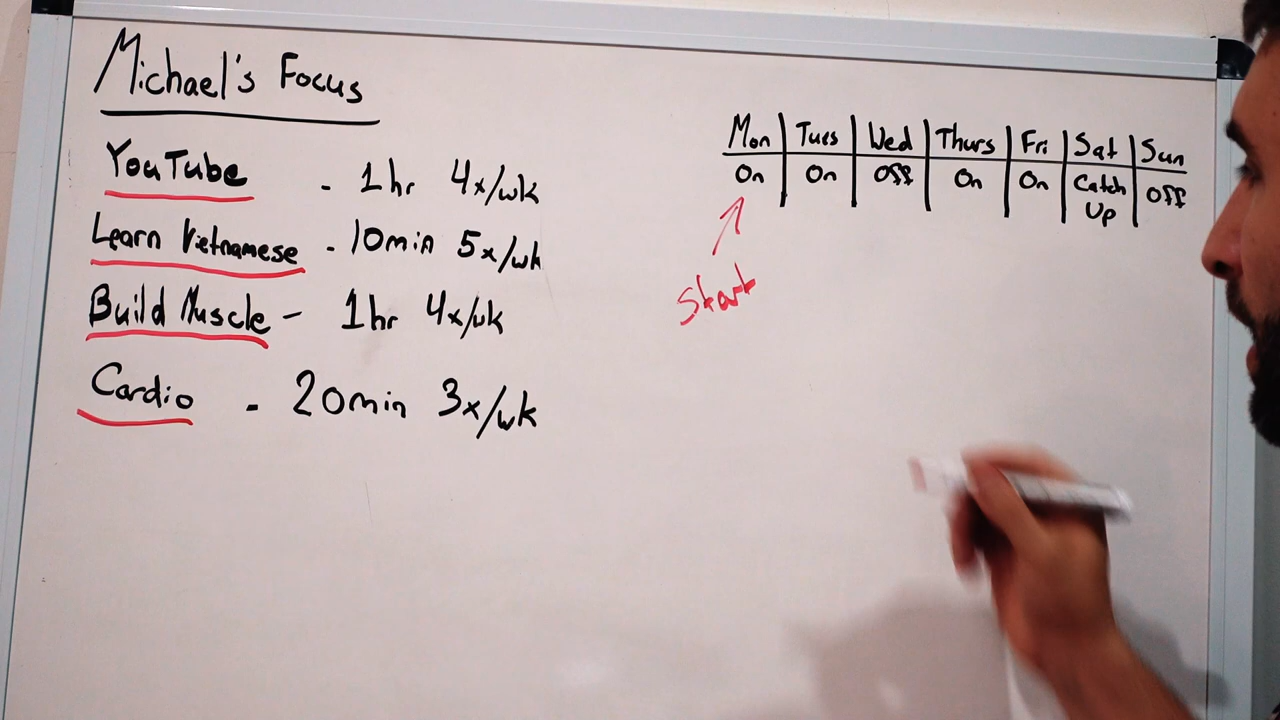 Michael's Focus
YouTube - 1hr 4x/wk
Learn Vietnamese - 10min 5x/wk
Build Muscle - 1hr 4x/wk
Cardio - 20min 3x/wk
Mon Tues Wed Thurs Fri Sat Sun
On On Off On On Catch Up Off
Start